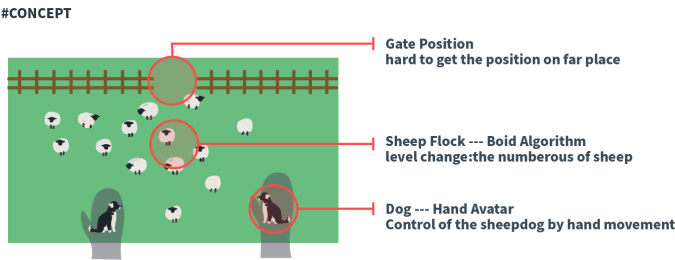 #CONCEPT
Gate Position
hard to get the position on far place
Sheep Flock --- Boid Algorithm
level change:the numberous of sheep
Dog --- Hand Avatar
Control of the sheepdog by hand movement